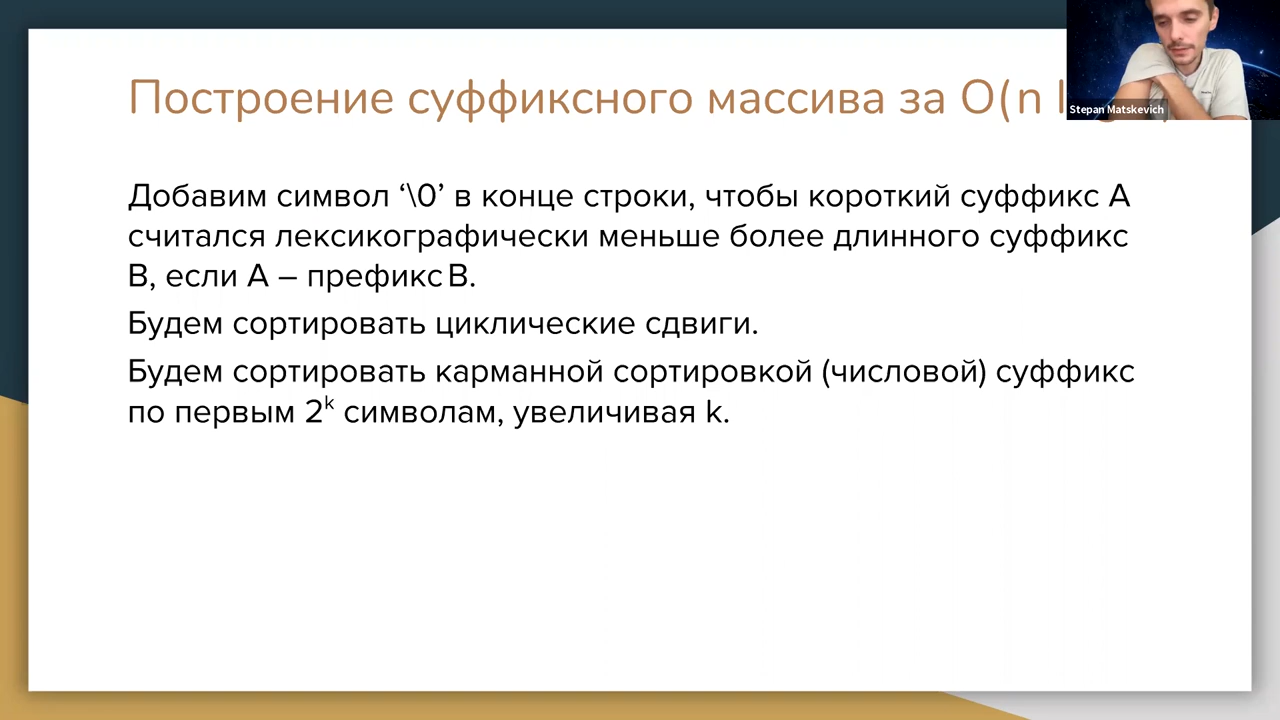 Построение суффиксного массива за O(n
Stepan Matskevich
Добавим символ ‘\0’ в конце строки, чтобы короткий суффикс A
считался лексикографически меньше более длинного суффикс
B, если A – префикс B.
Будем сортировать циклические сдвиги.
Будем сортировать карманной сортировкой (числовой) суффикс
по первым 2ᵏ символам, увеличивая k.